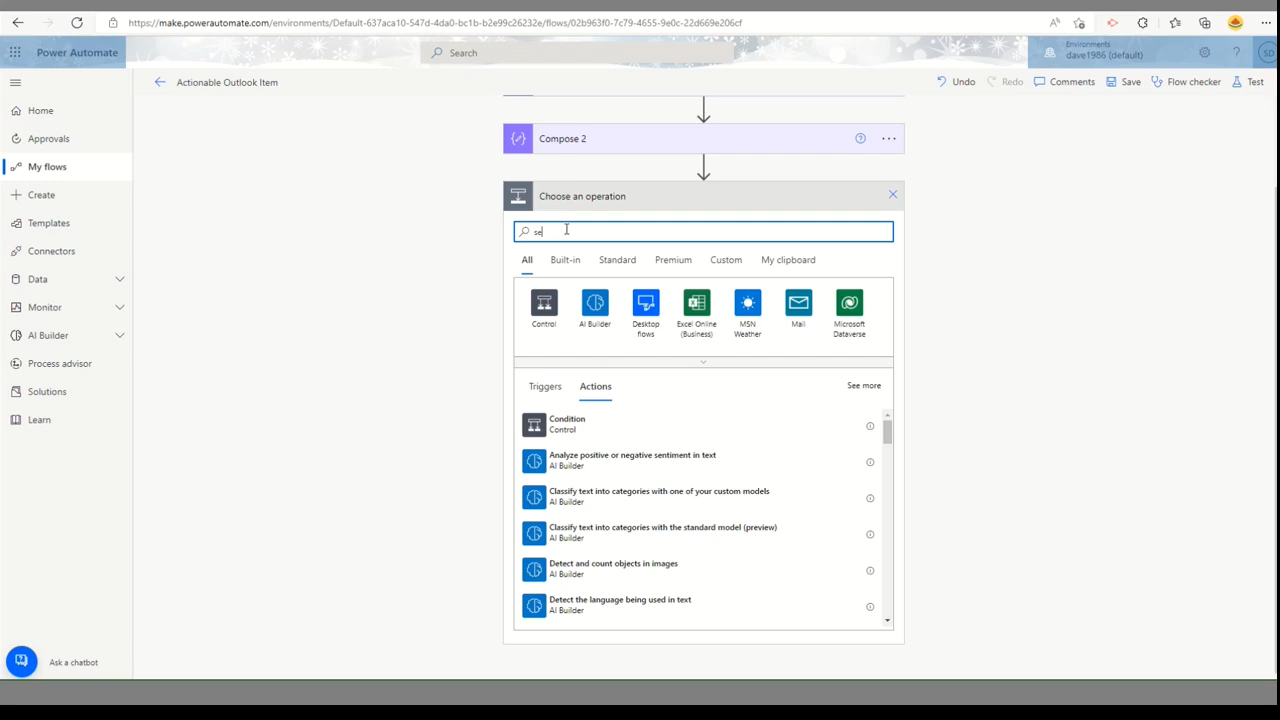 https://make.powerautomate.com/environments/Default-637aca10-547d-4da0-bc1b-b2e99c26232e/flows/02b963f0-7c79-4655-9e0c-22d669e206cf
Power Automate
Search
Environments
dave1986 (default)
SD
Actionable Outlook Item
Undo
Redo
Comments
Save
Flow checker
Test
Home
Approvals
My flows
Create
Templates
Connectors
Data
Monitor
AI Builder
Process advisor
Solutions
Learn
Ask a chatbot
Compose 2
Choose an operation
se
All
Built-in
Standard
Premium
Custom
My clipboard
Control
AI Builder
Desktop
flows
Excel Online
(Business)
MSN
Weather
Mail
Microsoft
Dataverse
Triggers
Actions
See more
Condition
Control
Analyze positive or negative sentiment in text
AI Builder
Classify text into categories with one of your custom models
AI Builder
Classify text into categories with the standard model (preview)
AI Builder
Detect and count objects in images
AI Builder
Detect the language being used in text
AI Builder